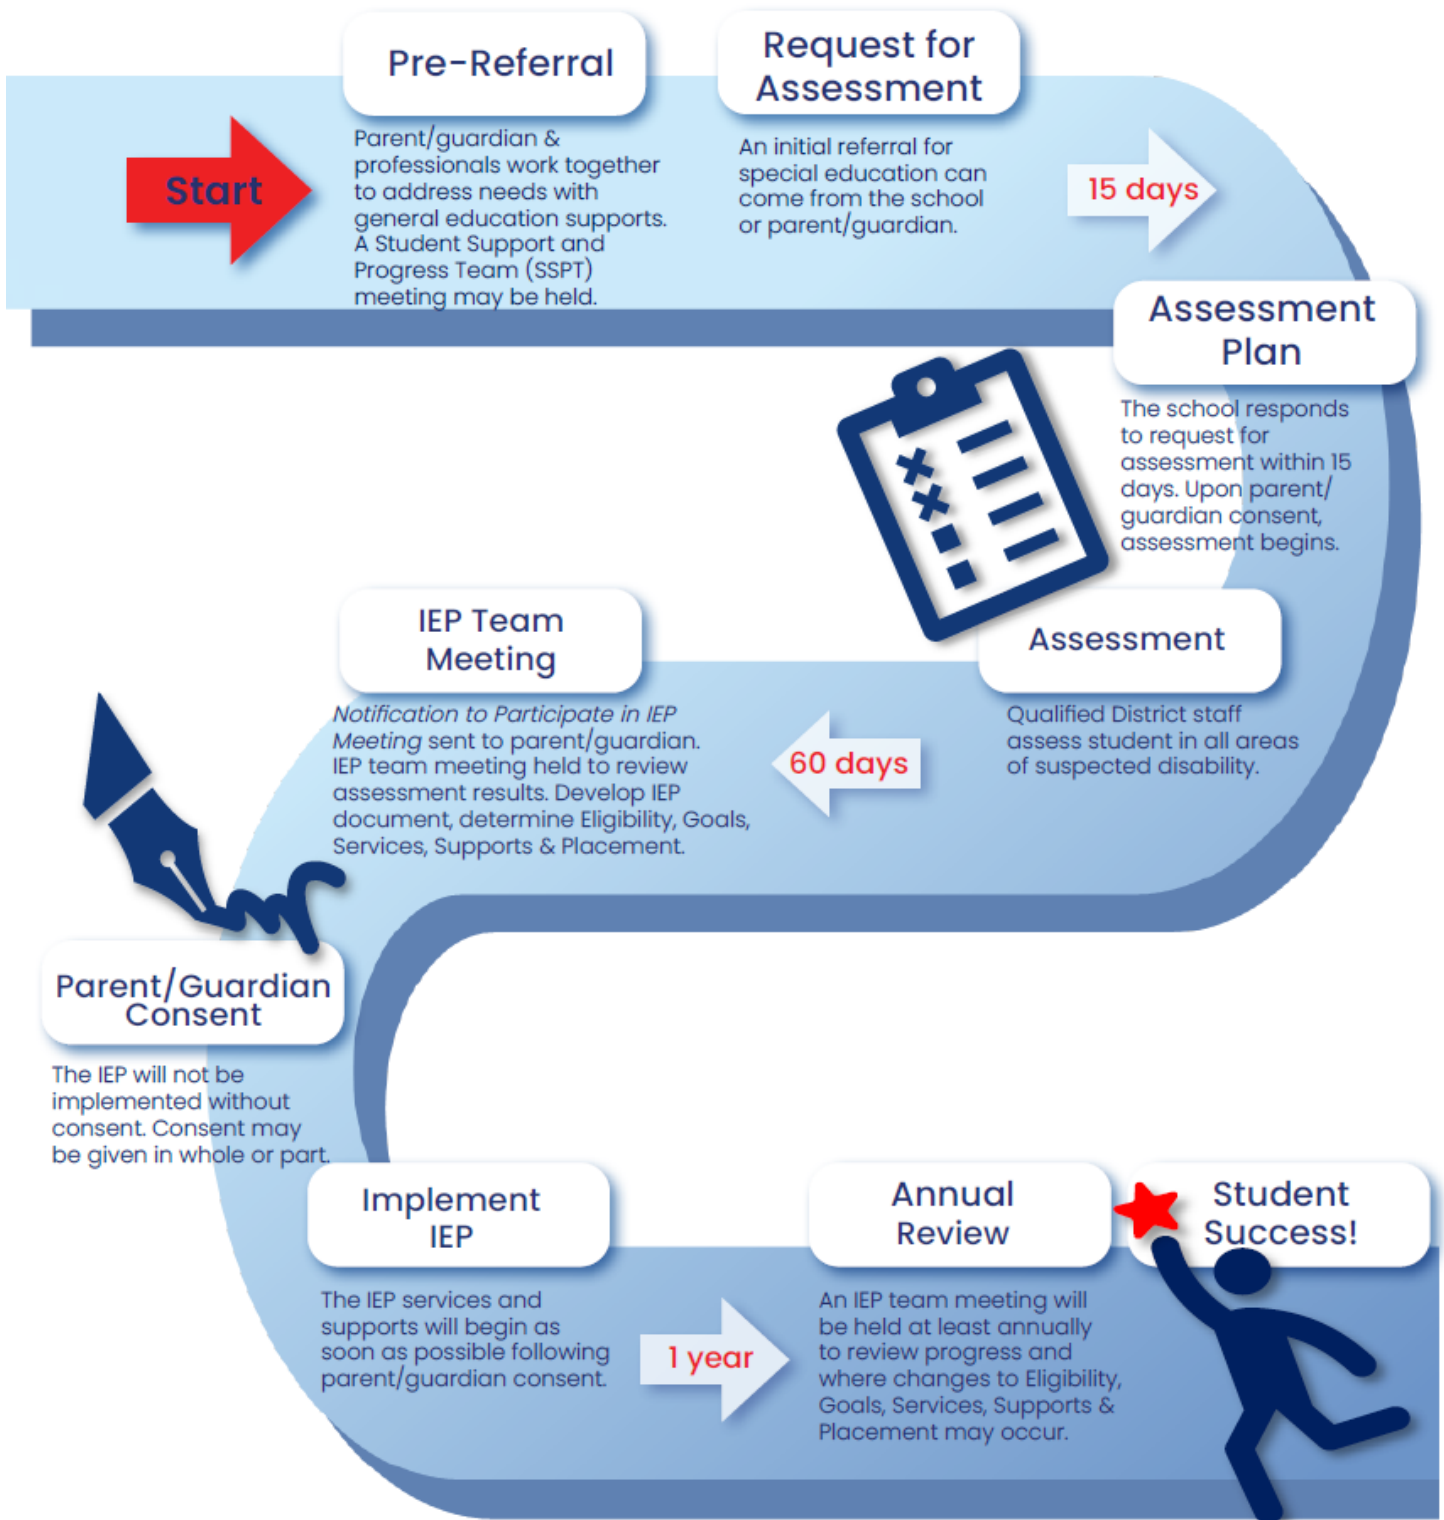 Pre-Referral
Parent/guardian &
professionals work together
to address needs with
general education supports.
A Student Support and
Progress Team (SSPT)
meeting may be held.
Start
Request for
Assessment
An initial referral for
special education can
come from the school
or parent/guardian.
15 days
Assessment
Plan
The school responds
to request for
assessment within 15
days. Upon parent/
guardian consent,
assessment begins.
Assessment
Qualified District staff
assess student in all areas
of suspected disability.
60 days
IEP Team
Meeting
Notification to Participate in IEP
Meeting sent to parent/guardian.
IEP team meeting held to review
assessment results. Develop IEP
document, determine Eligibility, Goals,
Services, Supports & Placement.
Parent/Guardian
Consent
The IEP will not be
implemented without
consent. Consent may
be given in whole or part.
Implement
IEP
The IEP services and
supports will begin as
soon as possible following
parent/guardian consent.
1 year
Annual
Review
An IEP team meeting will
be held at least annually
to review progress and
where changes to Eligibility,
Goals, Services, Supports &
Placement may occur.
Student
Success!